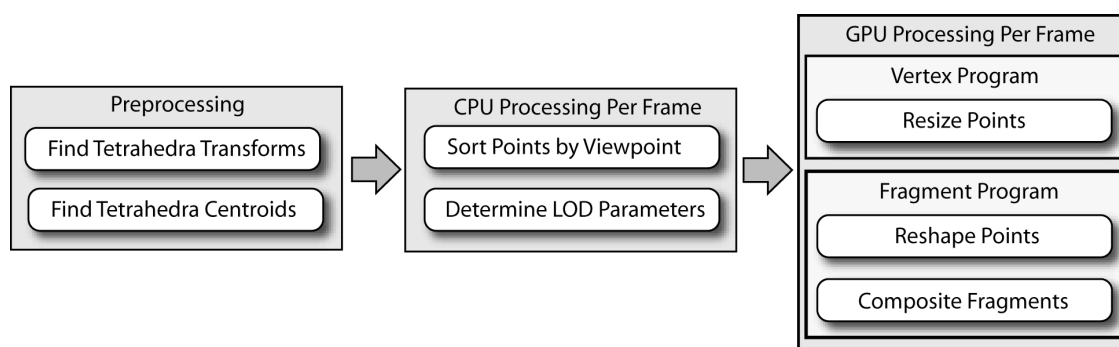 Preprocessing
Find Tetrahedra Transforms
Find Tetrahedra Centroids
CPU Processing Per Frame
Sort Points by Viewpoint
Determine LOD Parameters
GPU Processing Per Frame
Vertex Program
Resize Points
Fragment Program
Reshape Points
Composite Fragments